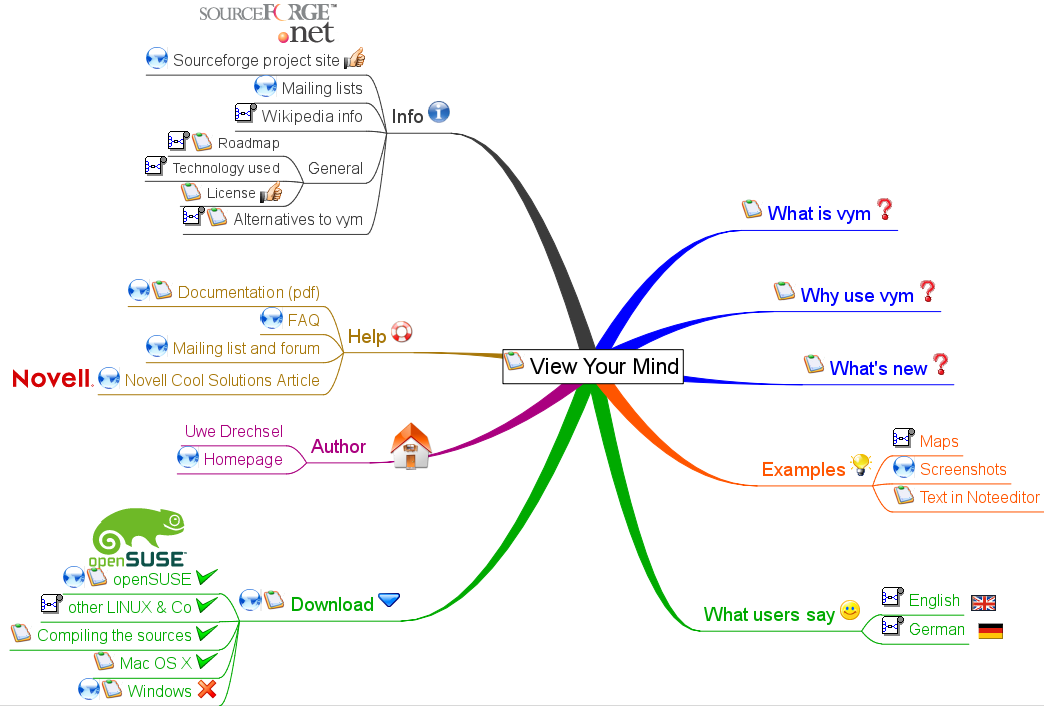 SOURCEFORGE™
.net
Sourceforge project site
Mailing lists
Wikipedia info
Info
Roadmap
Technology used
General
License
Alternatives to vym
What is vym
Why use vym
What's new
Documentation (pdf)
FAQ
Help
Mailing list and forum
Novell.
Novell Cool Solutions Article
View Your Mind
Uwe Drechsel
Author
Homepage
Examples
Maps
Screenshots
Text in Noteeditor
openSUSE™
openSUSE
other LINUX & Co
Download
Compiling the sources
Mac OS X
Windows
What users say
English
German